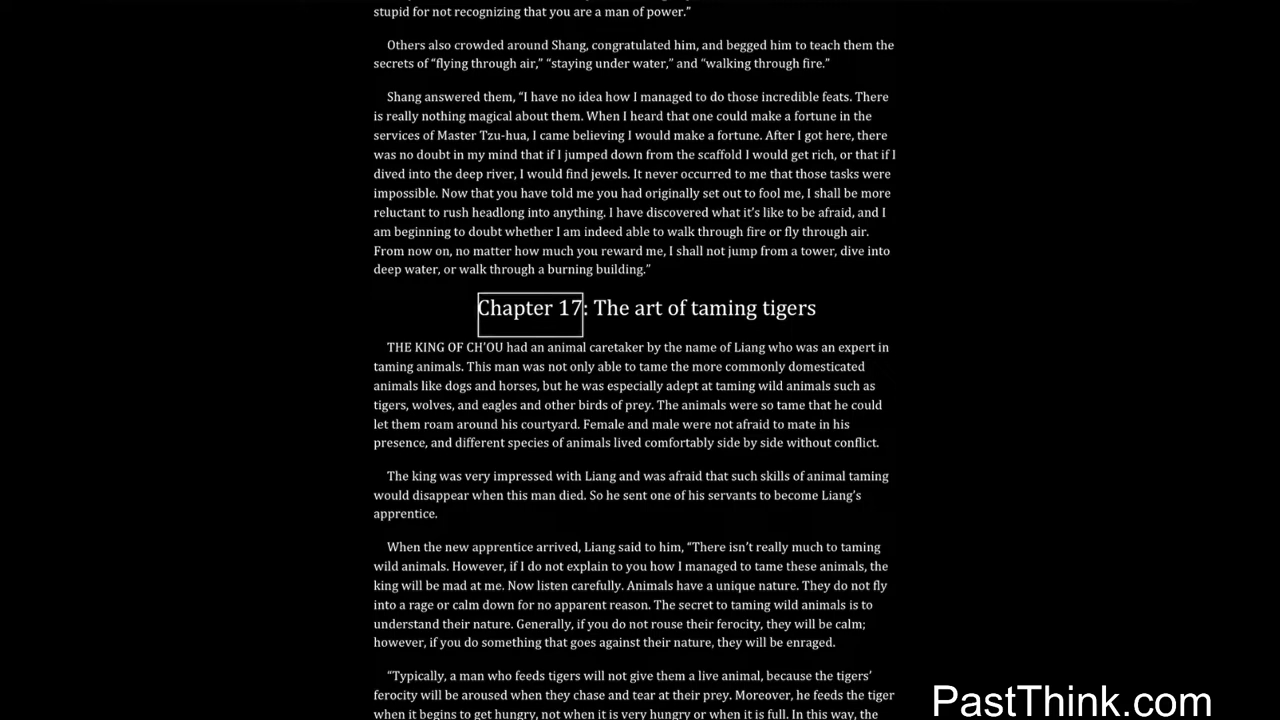 stupid for not recognizing that you are a man of power.”
Others also crowded around Shang, congratulated him, and begged him to teach them the
secrets of “flying through air,” “staying under water,” and “walking through fire.”
Shang answered them, “I have no idea how I managed to do those incredible feats. There
is really nothing magical about them. When I heard that one could make a fortune in the
services of Master Tzu-hua, I came believing I would make a fortune. After I got here, there
was no doubt in my mind that if I jumped down from the scaffold I would get rich, or that if I
dived into the deep river, I would find jewels. It never occurred to me that those tasks were
impossible. Now that you have told me you had originally set out to fool me, I shall be more
reluctant to rush headlong into anything. I have discovered what it’s like to be afraid, and I
am beginning to doubt whether I am indeed able to walk through fire or fly through air.
From now on, no matter how much you reward me, I shall not jump from a tower, dive into
deep water, or walk through a burning building.”
Chapter 17: The art of taming tigers
THE KING OF CH’OU had an animal caretaker by the name of Liang who was an expert in
taming animals. This man was not only able to tame the more commonly domesticated
animals like dogs and horses, but he was especially adept at taming wild animals such as
tigers, wolves, and eagles and other birds of prey. The animals were so tame that he could
let them roam around his courtyard. Female and male were not afraid to mate in his
presence, and different species of animals lived comfortably side by side without conflict.
The king was very impressed with Liang and was afraid that such skills of animal taming
would disappear when this man died. So he sent one of his servants to become Liang’s
apprentice.
When the new apprentice arrived, Liang said to him, “There isn’t really much to taming
wild animals. However, if I do not explain to you how I managed to tame these animals, the
king will be mad at me. Now listen carefully. Animals have a unique nature. They do not fly
into a rage or calm down for no apparent reason. The secret to taming wild animals is to
understand their nature. Generally, if you do not rouse their ferocity, they will be calm;
however, if you do something that goes against their nature, they will be enraged.
“Typically, a man who feeds tigers will not give them a live animal, because the tigers’
ferocity will be aroused when they chase and tear at their prey. Moreover, he feeds the tiger
when it begins to get hungry, not when it is very hungry or when it is full. In this way, the
PastThink.com